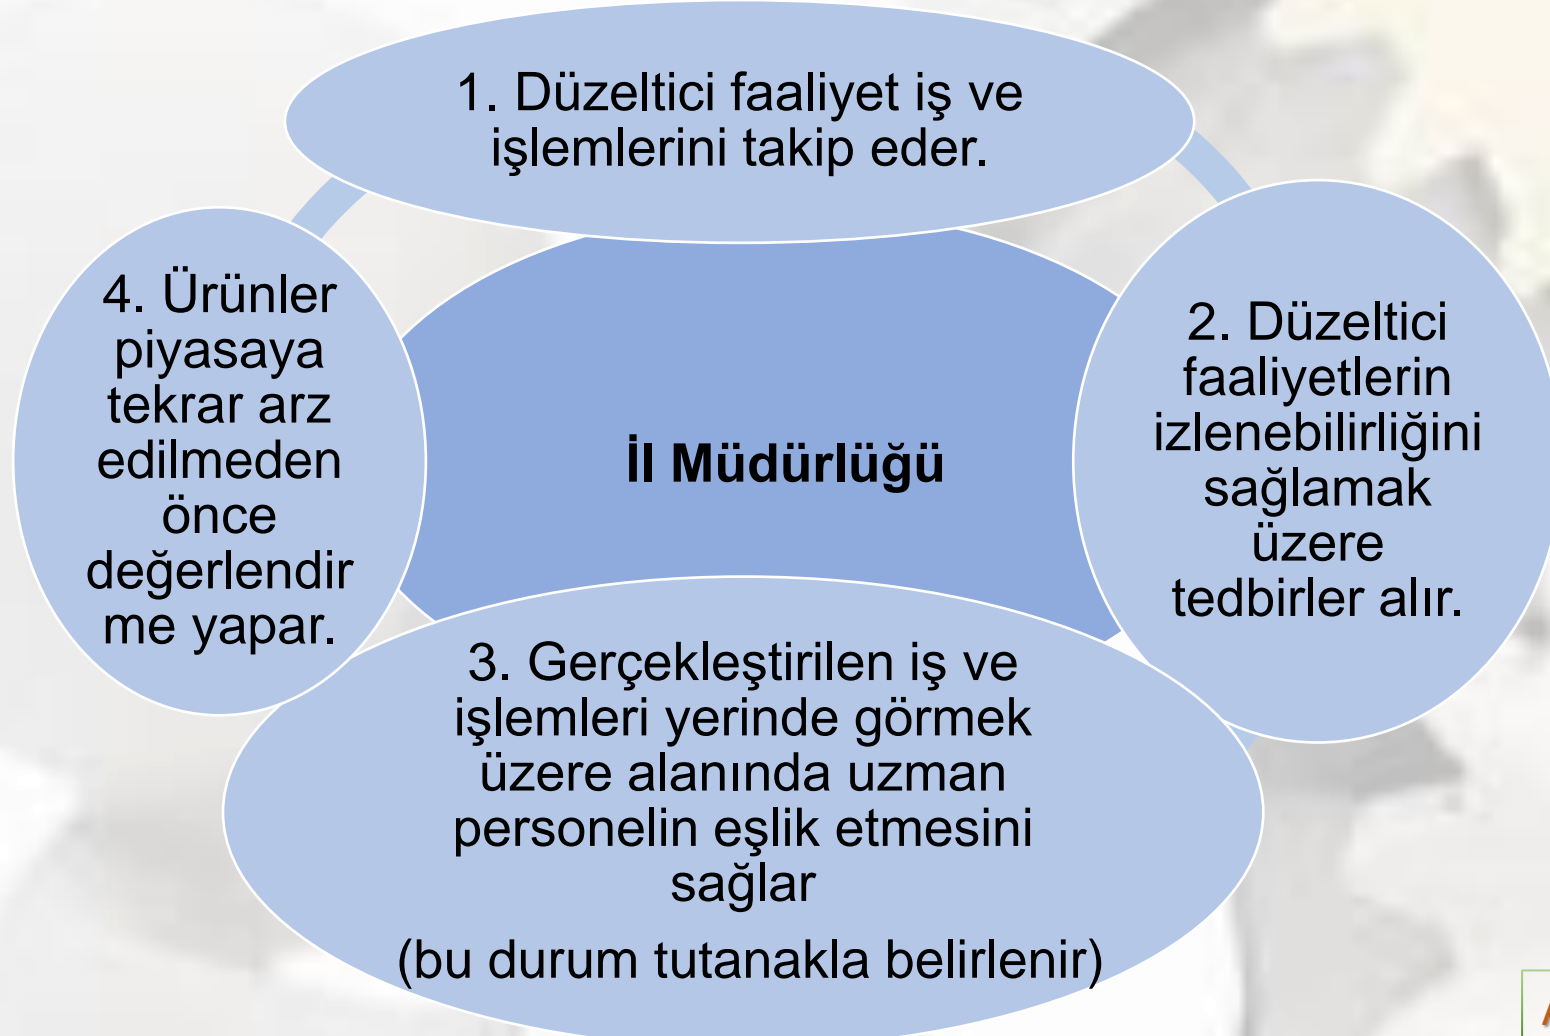 1. Düzeltici faaliyet iş ve
işlemlerini takip eder.
2. Düzeltici
faaliyetlerin
izlenebilirliğini
sağlamak
üzere
tedbirler alır.
3. Gerçekleştirilen iş ve
işlemleri yerinde görmek
üzere alanında uzman
personelin eşlik etmesini
sağlar
(bu durum tutanakla belirlenir)
4. Ürünler
piyasaya
tekrar arz
edilmeden
önce
değerlendir
me yapar.
İl Müdürlüğü